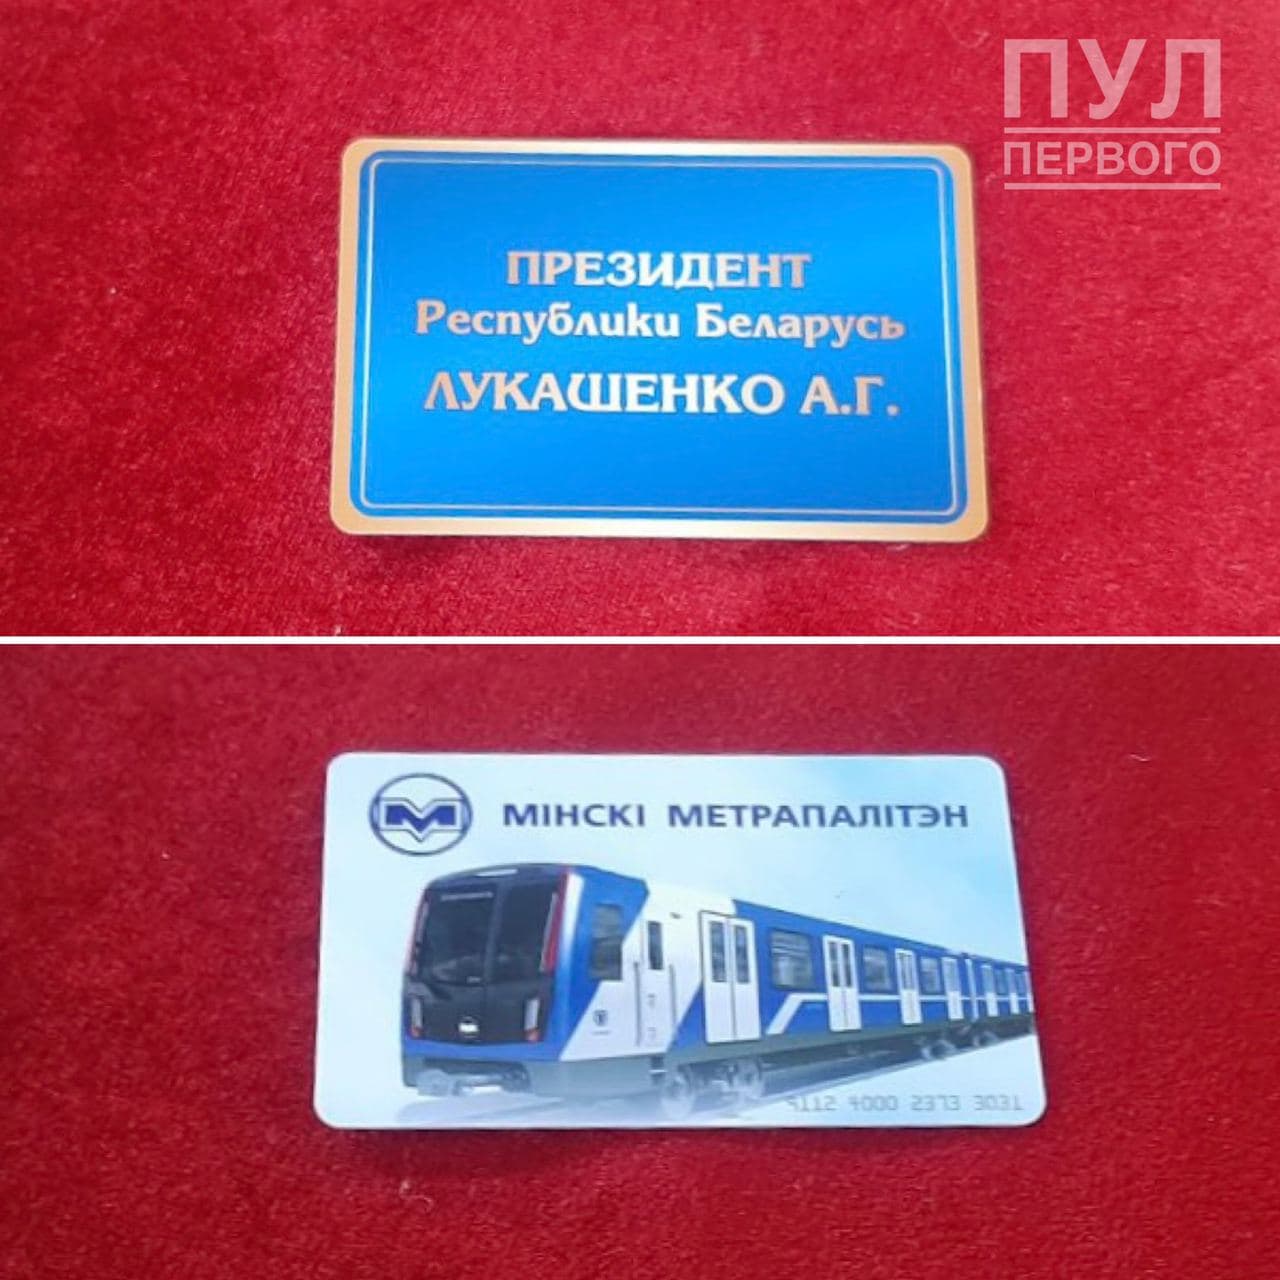 ПУЛ
ПЕРВОГО
ПРЕЗИДЕНТ
Республики Беларусь
ЛУКАШЕНКО А.Г.
МІНСКІ МЕТРАПАЛІТЭН
9112 4000 2373 3031